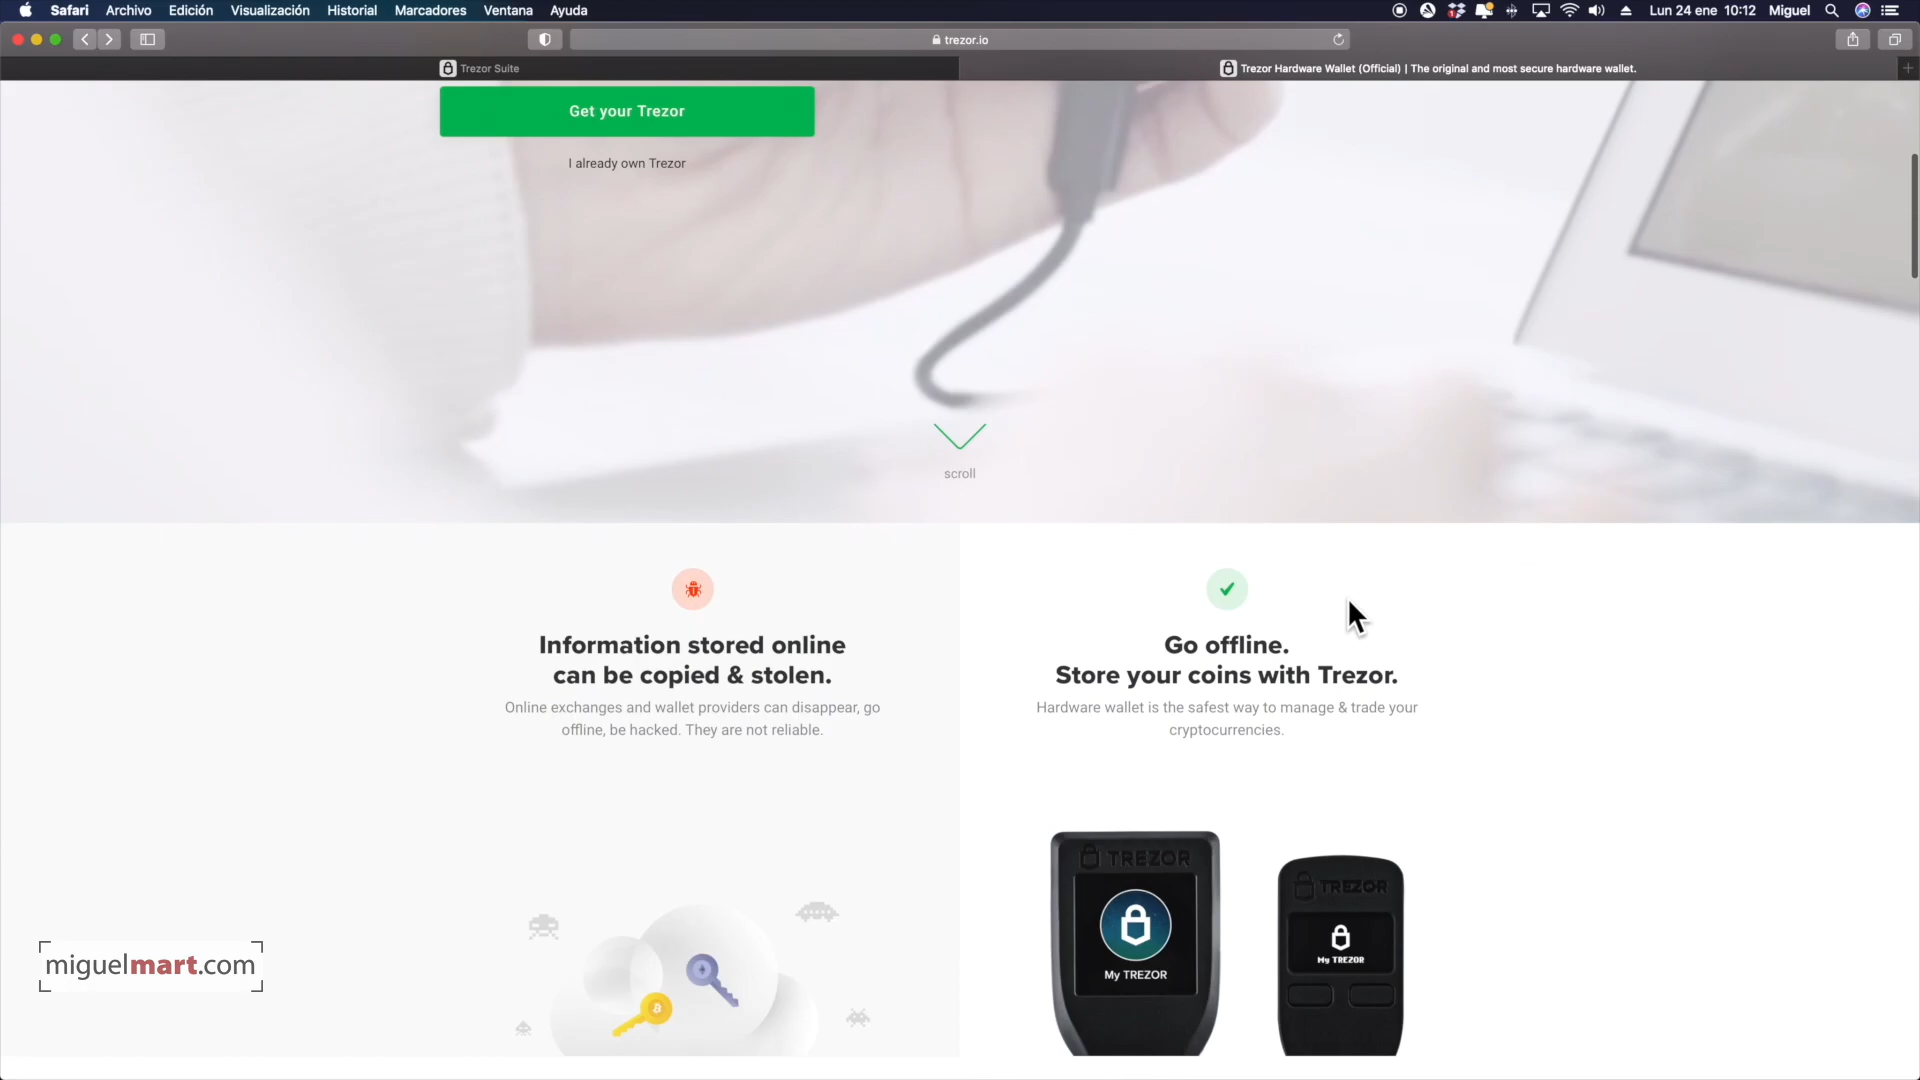 Safari Archivo Edición Visualización Historial Marcadores Ventana Ayuda Lun 24 ene 10:12 Miguel
trezor.io
Trezor Suite
Trezor Hardware Wallet (Official) | The original and most secure hardware wallet.
Get your Trezor
I already own Trezor
scroll
Information stored online
can be copied & stolen.
Online exchanges and wallet providers can disappear, go
offline, be hacked. They are not reliable.
Go offline.
Store your coins with Trezor.
Hardware wallet is the safest way to manage & trade your
cryptocurrencies.
TREZOR
My TREZOR
TREZOR
My TREZOR
miguelmart.com